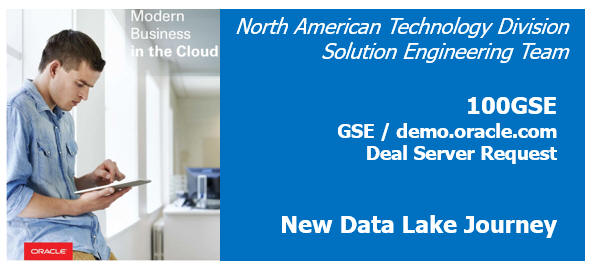 Modern
Business
in the Cloud
North American Technology Division
Solution Engineering Team
100GSE
GSE / demo.oracle.com
Deal Server Request
New Data Lake Journey
ORACLE